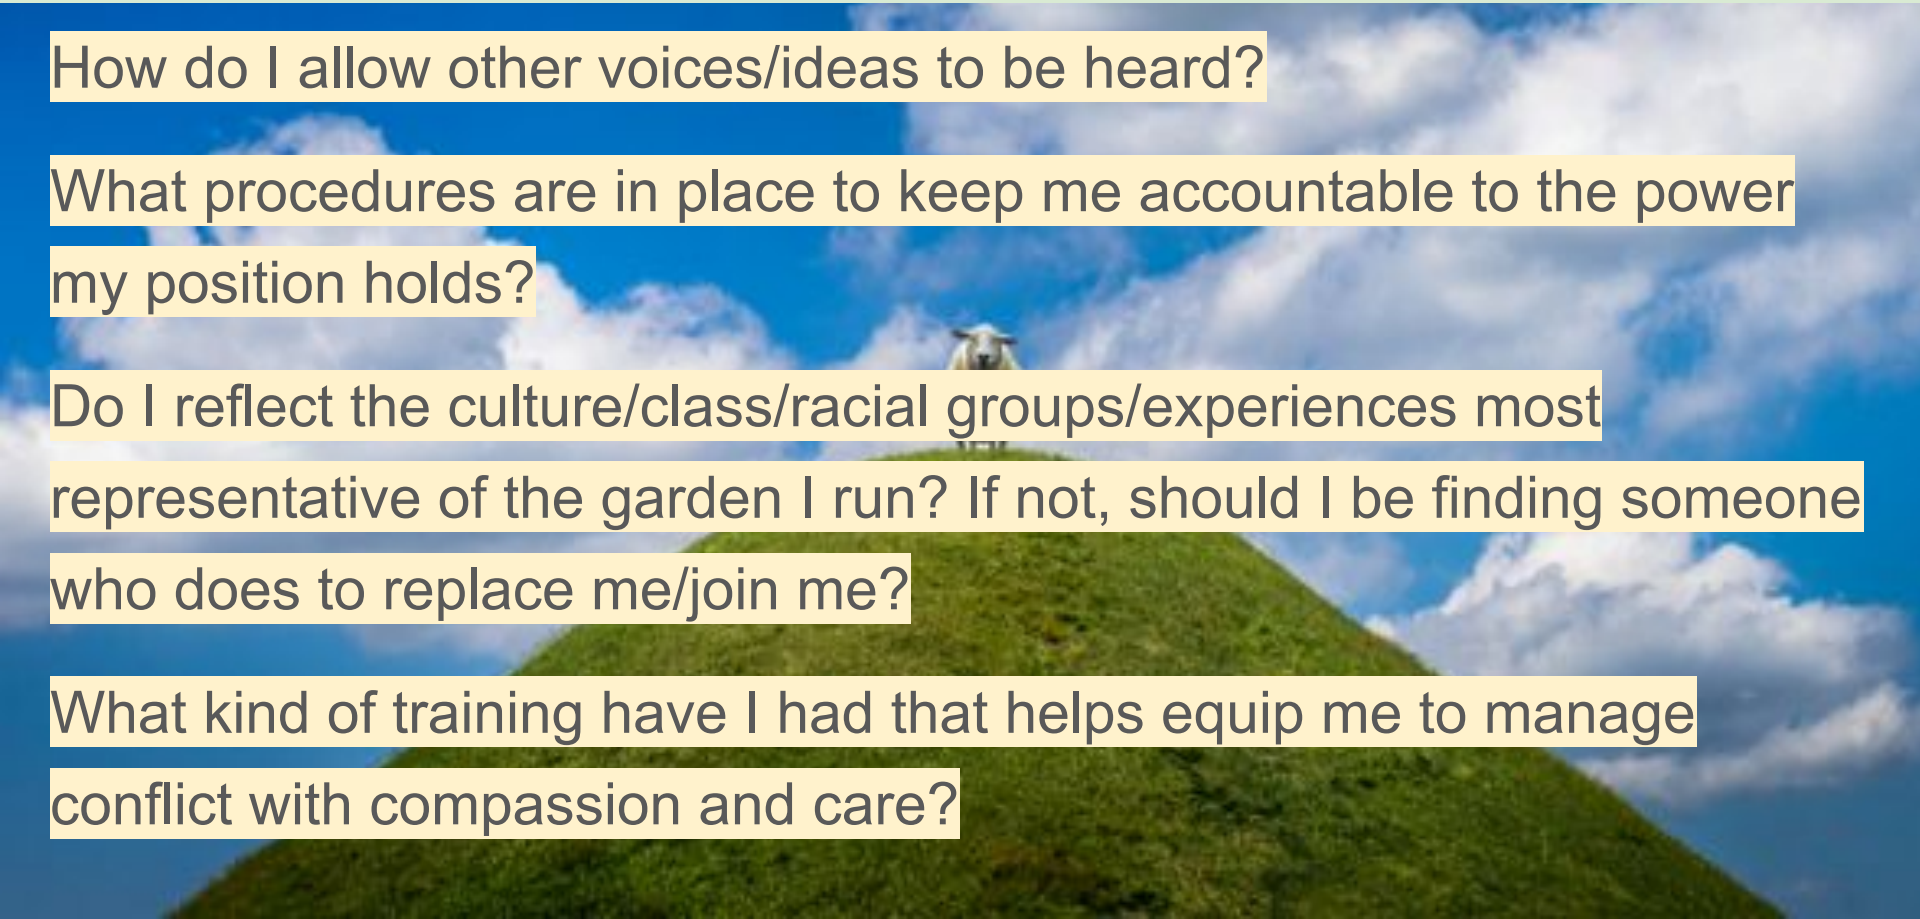 How do I allow other voices/ideas to be heard?
What procedures are in place to keep me accountable to the power
my position holds?
Do I reflect the culture/class/racial groups/experiences most
representative of the garden I run? If not, should I be finding someone
who does to replace me/join me?
What kind of training have I had that helps equip me to manage
conflict with compassion and care?